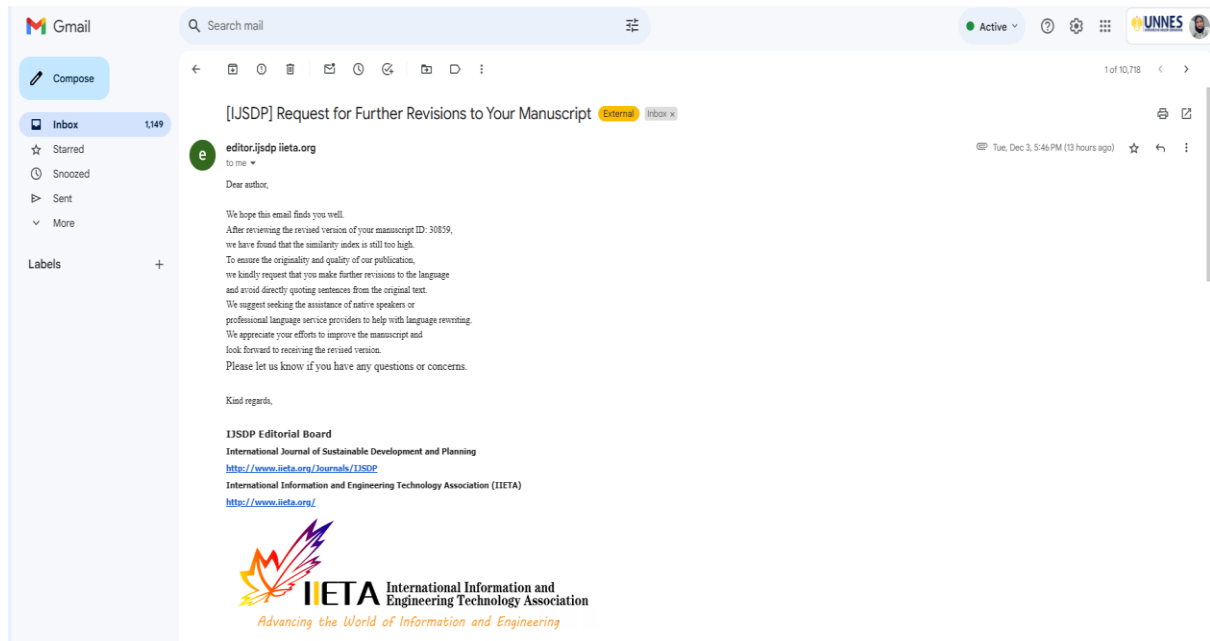 Gmail
Search mail
Active
UNNES
Compose
1 of 10,718
[IJSDP] Request for Further Revisions to Your Manuscript External Inbox x
Inbox 1,149
Starred
Snoozed
Sent
More
Labels +
e
editor.ijsdp iieta.org
Tue, Dec 3, 5:46 PM (13 hours ago)
to me
Dear author,
We hope this email finds you well.
After reviewing the revised version of your manuscript ID: 30859,
we have found that the similarity index is still too high.
To ensure the originality and quality of our publication,
we kindly request that you make further revisions to the language
and avoid directly quoting sentences from the original text.
We suggest seeking the assistance of native speakers or
professional language service providers to help with language rewriting.
We appreciate your efforts to improve the manuscript and
look forward to receiving the revised version.
Please let us know if you have any questions or concerns.
Kind regards,
IJSDP Editorial Board
International Journal of Sustainable Development and Planning
http://www.iieta.org/Journals/IJSDP
International Information and Engineering Technology Association (IIETA)
http://www.iieta.org/
IIETA International Information and
Engineering Technology Association
Advancing the World of Information and Engineering